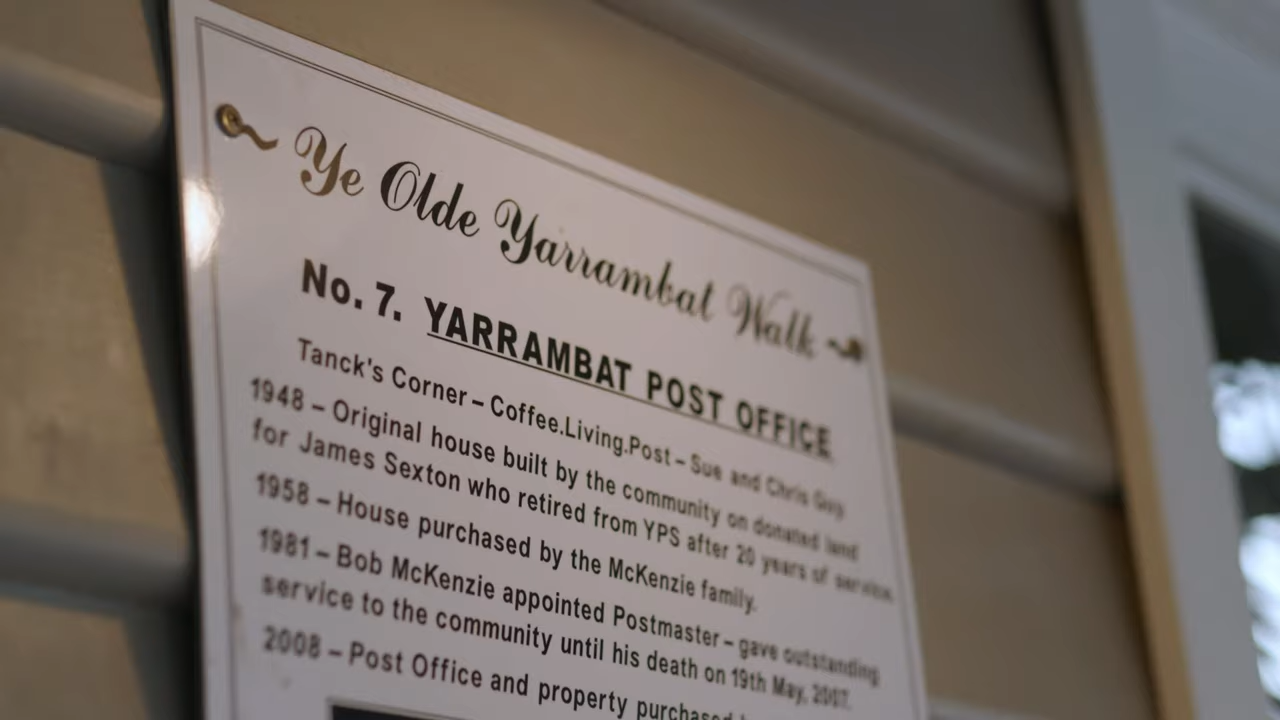 Ye Olde Yarrambat Walk
No. 7. YARRAMBAT POST OFFICE
Tanck's Corner – Coffee.Living.Post – Sue and Chris Guy
1948 – Original house built by the community on donated land
for James Sexton who retired from YPS after 20 years of service.
1958 – House purchased by the McKenzie family.
1981 – Bob McKenzie appointed Postmaster – gave outstanding
service to the community until his death on 19th May, 2007.
2008 – Post Office and property purchased